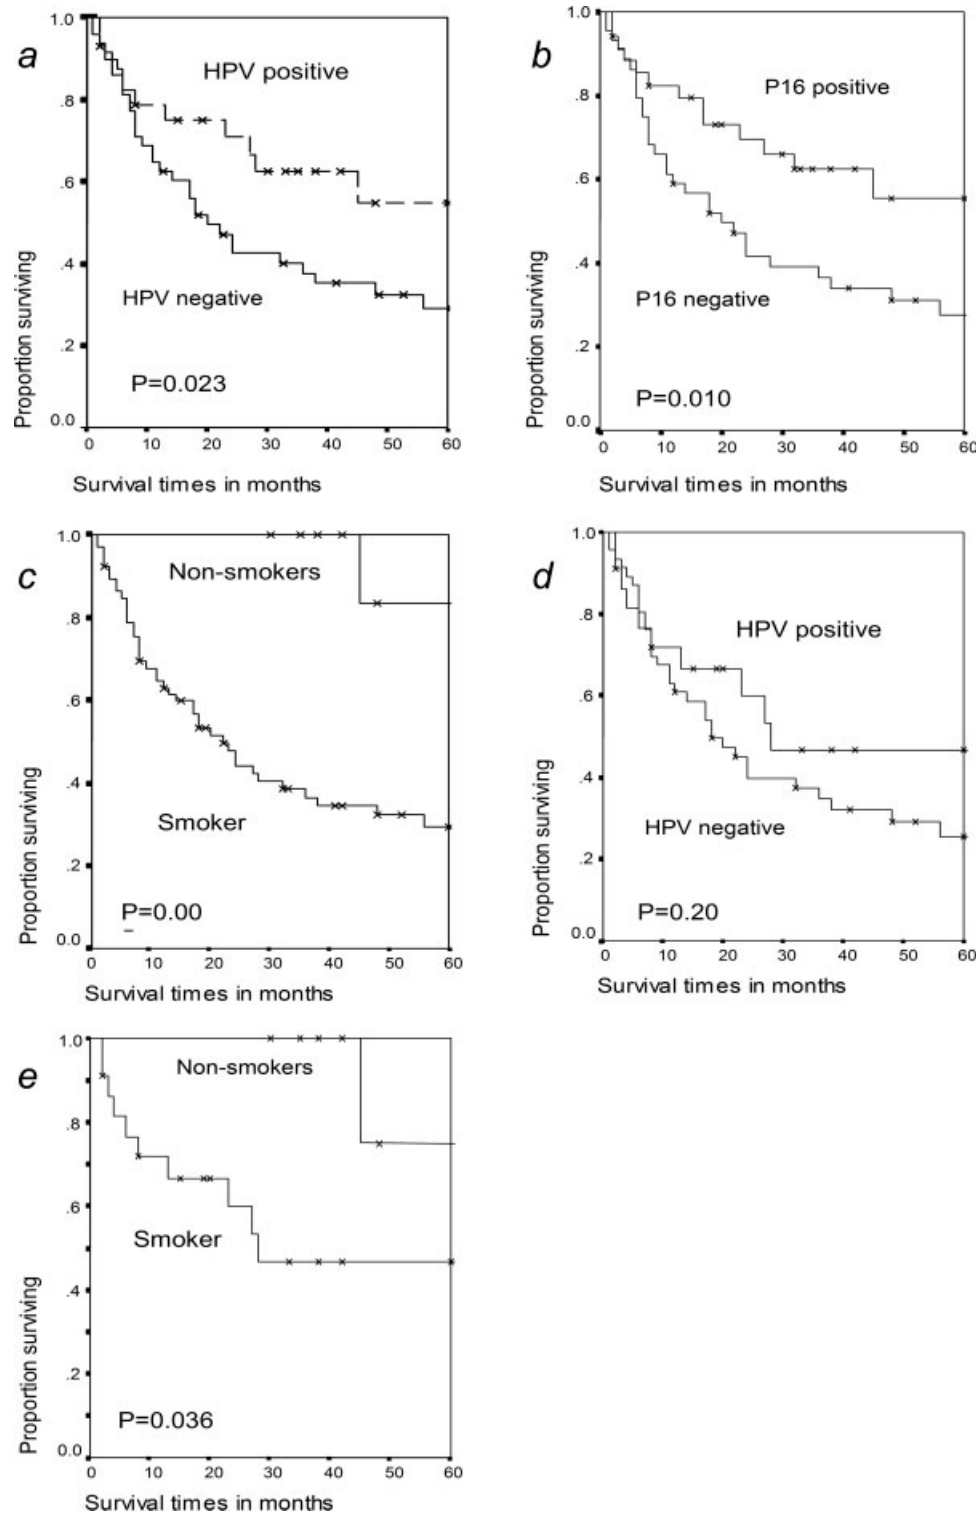 a
1.0
.8
.6
.4
.2
0.0
HPV positive
HPV negative
P=0.023
Proportion surviving
0 10 20 30 40 50 60
Survival times in months
b
1.0
.8
.6
.4
.2
0.0
P16 positive
P16 negative
P=0.010
Proportion surviving
0 10 20 30 40 50 60
Survival times in months
c
1.0
.8
.6
.4
.2
0.0
Non-smokers
Smoker
P=0.00
Proportion surviving
0 10 20 30 40 50 60
Survival times in months
d
1.0
.8
.6
.4
.2
0.0
HPV positive
HPV negative
P=0.20
Proportion surviving
0 10 20 30 40 50 60
Survival times in months
e
1.0
.8
.6
.4
.2
0.0
Non-smokers
Smoker
P=0.036
Proportion surviving
0 10 20 30 40 50 60
Survival times in months